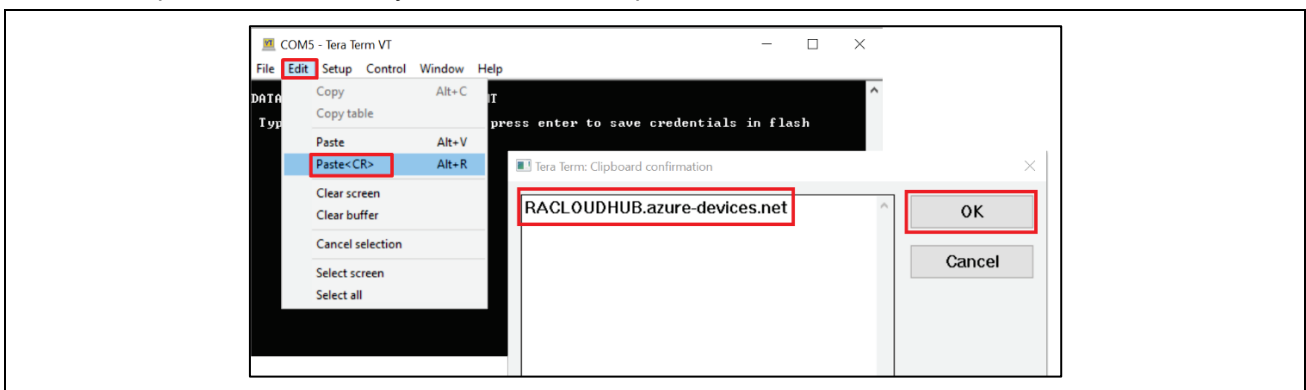 COM5 - Tera Term VT
File Edit Setup Control Window Help
DATA
Typ press enter to save credentials in flash
Copy Alt+C
Copy table
Paste Alt+V
Paste<CR> Alt+R
Clear screen
Clear buffer
Cancel selection
Select screen
Select all
Tera Term: Clipboard confirmation
RACLOUDHUB.azure-devices.net
OK
Cancel